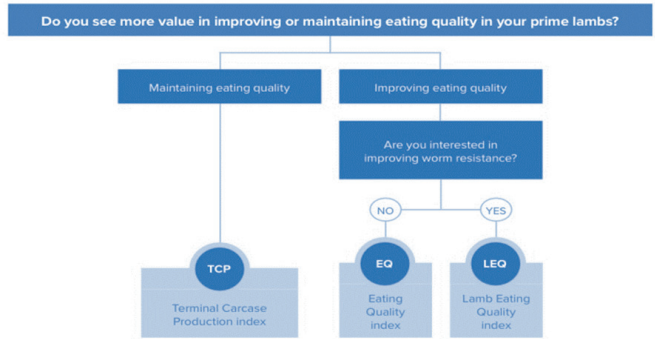 Do you see more value in improving or maintaining eating quality in your prime lambs?
Maintaining eating quality
Improving eating quality
Are you interested in
improving worm resistance?
NO
YES
TCP
Terminal Carcase
Production index
EQ
Eating
Quality
index
LEQ
Lamb Eating
Quality
index